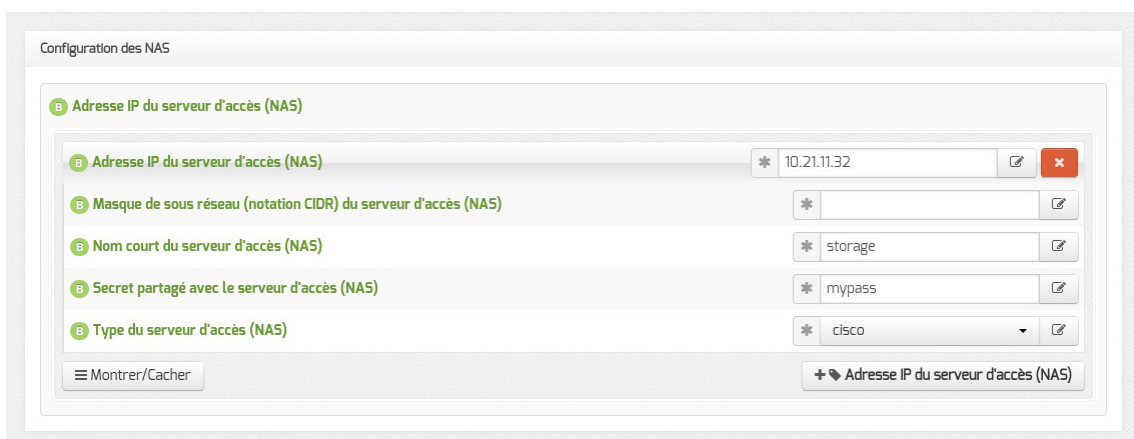 Configuration des NAS
B Adresse IP du serveur d'accès (NAS)
B Adresse IP du serveur d'accès (NAS) 10.21.11.32
B Masque de sous réseau (notation CIDR) du serveur d'accès (NAS)
B Nom court du serveur d'accès (NAS) storage
B Secret partagé avec le serveur d'accès (NAS) mypass
B Type du serveur d'accès (NAS) cisco
Montrer/Cacher Adresse IP du serveur d'accès (NAS)